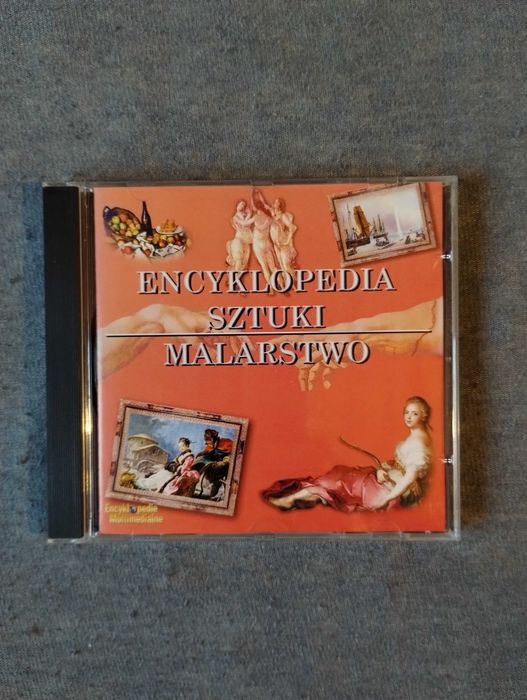 ENCYKLOPEDIA
SZTUKI
MALARSTWO
Encyklopedie
Multimedialne